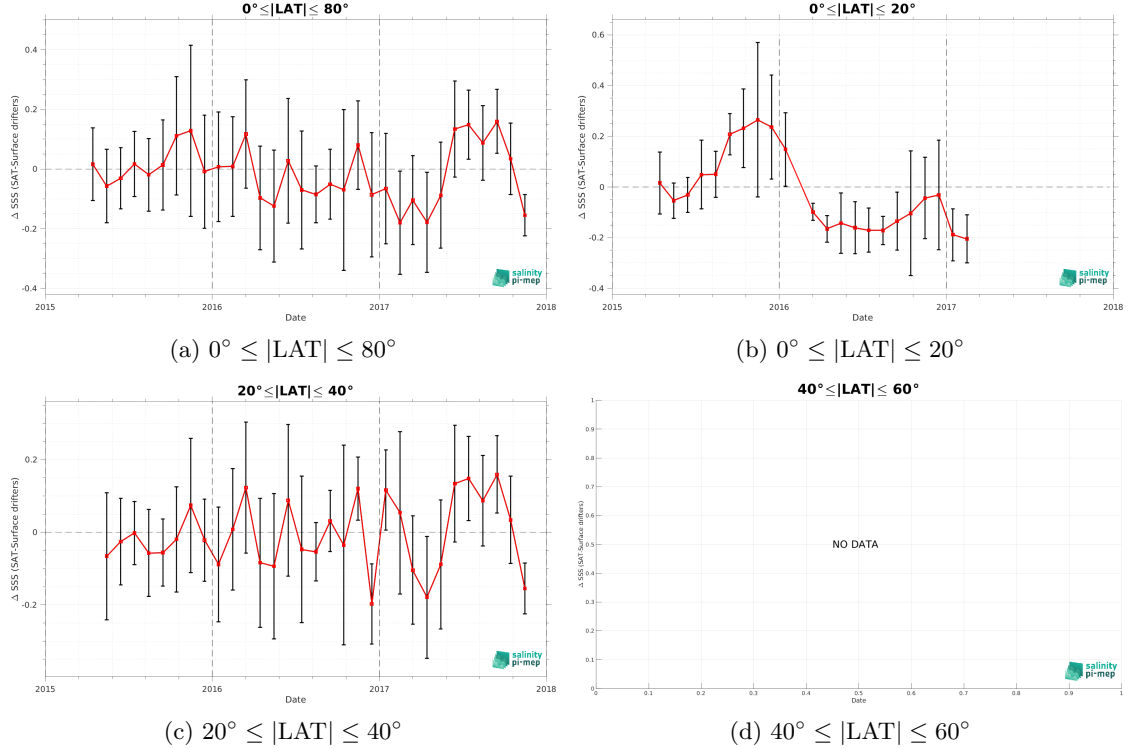 0°≤|LAT|≤ 80°
Δ SSS (SAT-Surface drifters)
0.4
0.2
0
-0.2
-0.4
2015
2016
2017
2018
Date
salinity
pi-mep
(a) 0° ≤ |LAT| ≤ 80°
0°≤|LAT|≤ 20°
Δ SSS (SAT-Surface drifters)
0.6
0.4
0.2
0
-0.2
-0.4
2015
2016
2017
2018
Date
salinity
pi-mep
(b) 0° ≤ |LAT| ≤ 20°
20°≤|LAT|≤ 40°
Δ SSS (SAT-Surface drifters)
0.2
0
-0.2
2015
2016
2017
2018
Date
salinity
pi-mep
(c) 20° ≤ |LAT| ≤ 40°
40°≤|LAT|≤ 60°
Δ SSS (SAT-Surface drifters)
1
0.9
0.8
0.7
0.6
0.5
0.4
0.3
0.2
0.1
0
NO DATA
0
0.1
0.2
0.3
0.4
0.5
0.6
0.7
0.8
0.9
1
Date
salinity
pi-mep
(d) 40° ≤ |LAT| ≤ 60°